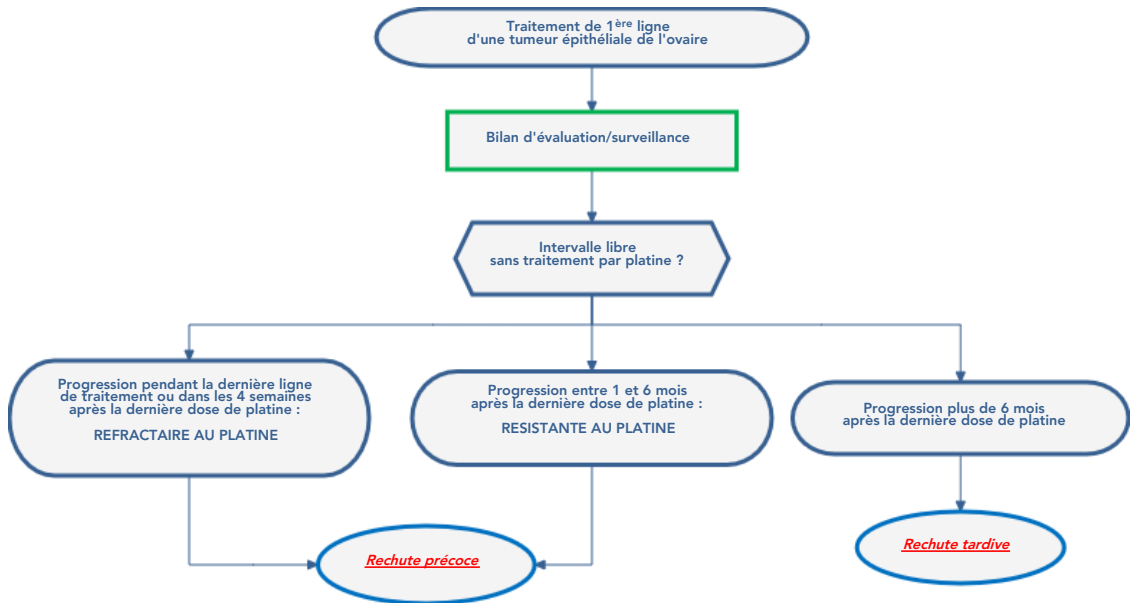 Traitement de 1ère ligne
d'une tumeur épithéliale de l'ovaire
Bilan d'évaluation/surveillance
Intervalle libre
sans traitement par platine ?
Progression pendant la dernière ligne
de traitement ou dans les 4 semaines
après la dernière dose de platine :
REFRACTAIRE AU PLATINE
Progression entre 1 et 6 mois
après la dernière dose de platine :
RESISTANTE AU PLATINE
Progression plus de 6 mois
après la dernière dose de platine
Rechute précoce
Rechute tardive